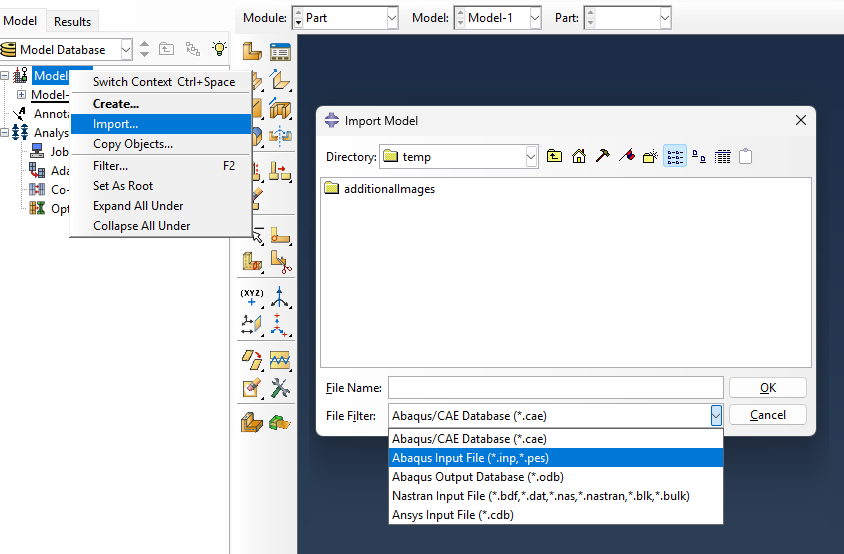 Model Results
Module: Part Model: Model-1 Part:
Model Database
Model
Model-
Annota
Analys
Job
Ada
Co-
Opt
Switch Context Ctrl+Space
Create...
Import...
Copy Objects...
Filter... F2
Set As Root
Expand All Under
Collapse All Under
(XYZ)
Import Model
Directory: temp
additionalImages
File Name: OK
File Filter: Abaqus/CAE Database (*.cae) Cancel
Abaqus/CAE Database (*.cae)
Abaqus Input File (*.inp,*.pes)
Abaqus Output Database (*.odb)
Nastran Input File (*.bdf,*.dat,*.nas,*.nastran,*.blk,*.bulk)
Ansys Input File (*.cdb)